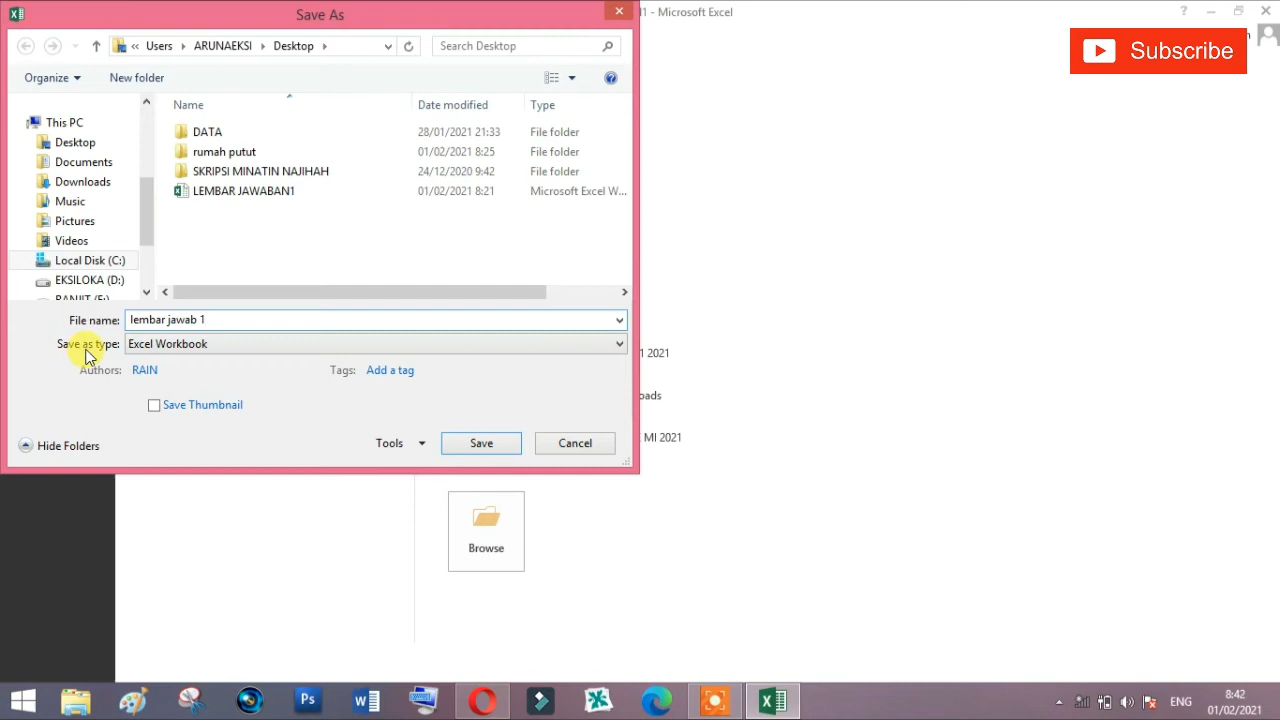 Save As
1 - Microsoft Excel
?
Subscribe
« Users ARUNAEKSI Desktop
Search Desktop
Organize New folder
Name Date modified Type
This PC
Desktop
Documents
Downloads
Music
Pictures
Videos
Local Disk (C:)
EKSILOKA (D:)
DATA 28/01/2021 21:33 File folder
rumah putut 01/02/2021 8:25 File folder
SKRIPSI MINATIN NAJIHAH 24/12/2020 9:42 File folder
LEMBAR JAWABAN1 01/02/2021 8:21 Microsoft Excel W...
File name: lembar jawab 1
Save as type: Excel Workbook
Authors: RAIN Tags: Add a tag
Save Thumbnail
Hide Folders Tools Save Cancel
1 2021
oads
MI 2021
Browse
Ps
ENG
8:42
01/02/2021